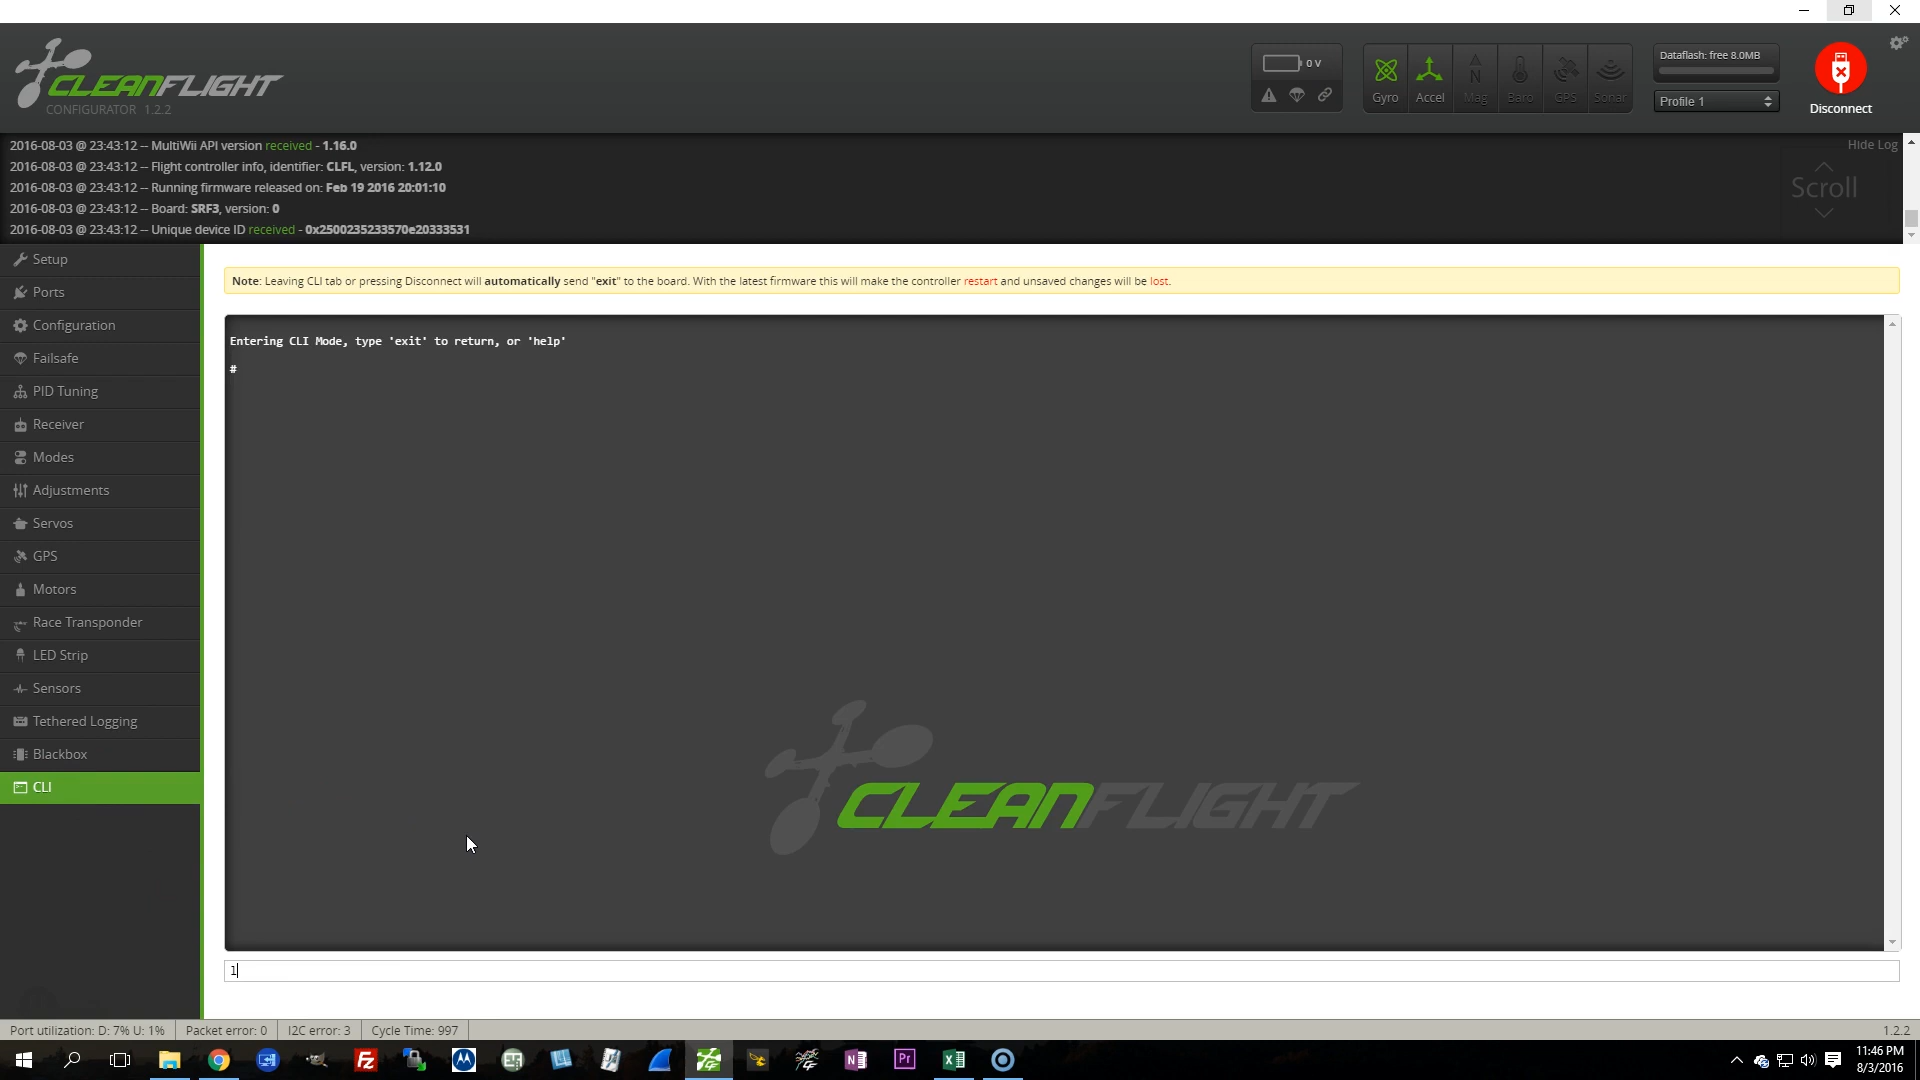 CLEANFLIGHT
CONFIGURATOR 1.2.2
0 V
Gyro
Accel
Mag
Baro
GPS
Sonar
Dataflash: free 8.0MB
Profile 1
Disconnect
2016-08-03 @ 23:43:12 -- MultiWii API version received - 1.16.0
2016-08-03 @ 23:43:12 -- Flight controller info, identifier: CLFL, version: 1.12.0
2016-08-03 @ 23:43:12 -- Running firmware released on: Feb 19 2016 20:01:10
2016-08-03 @ 23:43:12 -- Board: SRF3, version: 0
2016-08-03 @ 23:43:12 -- Unique device ID received - 0x2500235233570e20333531
Hide Log
Scroll
Setup
Ports
Configuration
Failsafe
PID Tuning
Receiver
Modes
Adjustments
Servos
GPS
Motors
Race Transponder
LED Strip
Sensors
Tethered Logging
Blackbox
CLI
Note: Leaving CLI tab or pressing Disconnect will automatically send "exit" to the board. With the latest firmware this will make the controller restart and unsaved changes will be lost.
Entering CLI Mode, type 'exit' to return, or 'help'
#
CLEANFLIGHT
l
Port utilization: D: 7% U: 1%
Packet error: 0
I2C error: 3
Cycle Time: 997
1.2.2
11:46 PM
8/3/2016